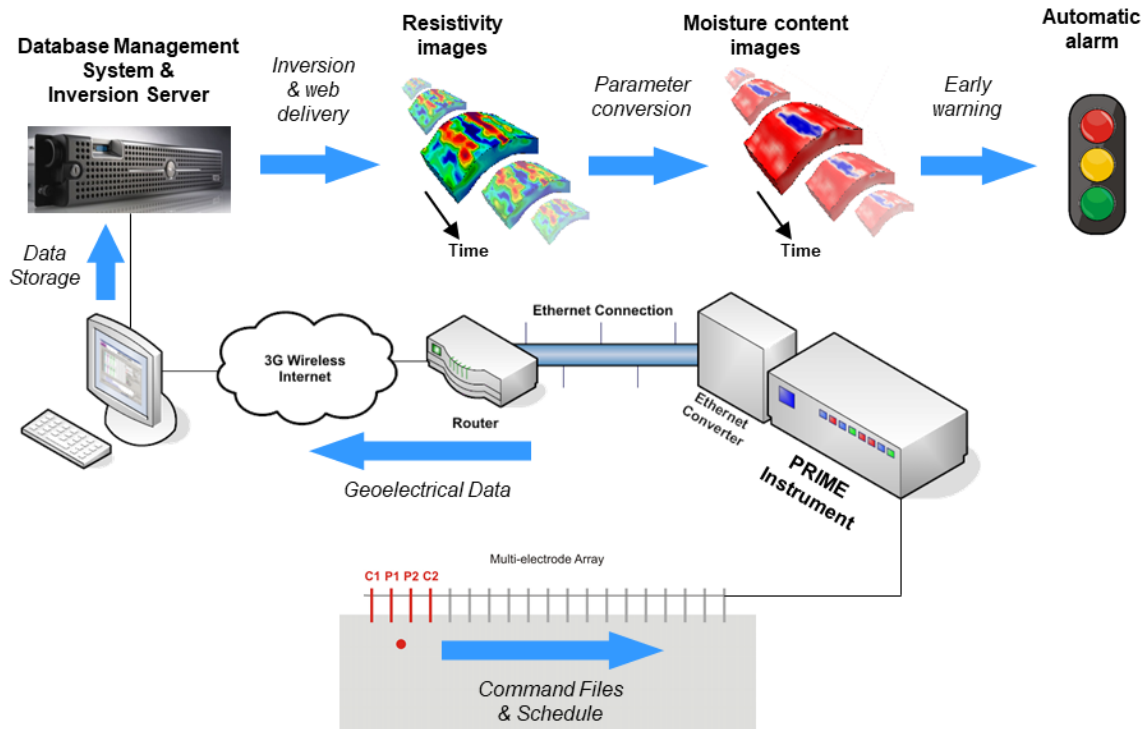 Database Management
System &
Inversion Server
Inversion
& web
delivery
Resistivity
images
Parameter
conversion
Moisture content
images
Early
warning
Automatic
alarm
Time
Time
Data
Storage
3G Wireless
Internet
Router
Ethernet Connection
Ethernet
Converter
PRIME
Instrument
Geoelectrical Data
Multi-electrode Array
C1 P1 P2 C2
Command Files
& Schedule